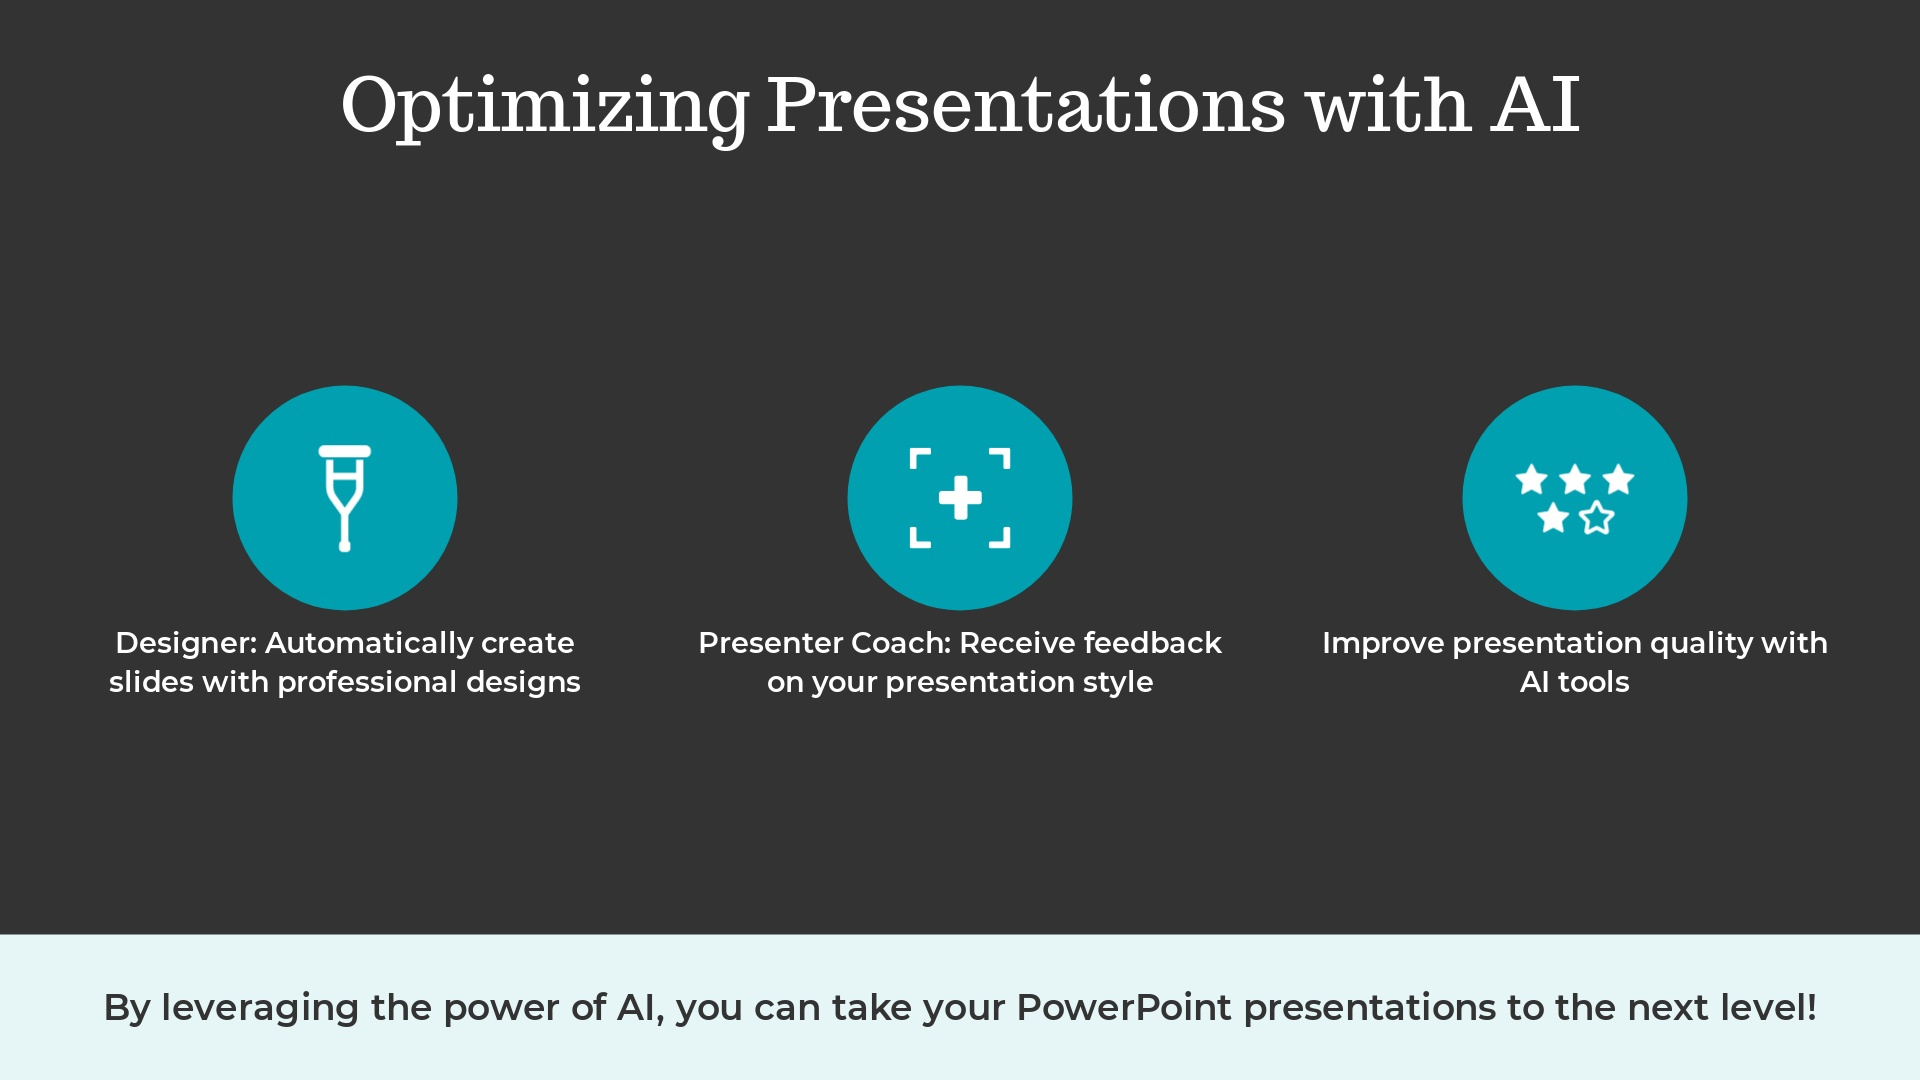 Optimizing Presentations with AI
Designer: Automatically create
slides with professional designs
Presenter Coach: Receive feedback
on your presentation style
Improve presentation quality with
AI tools
By leveraging the power of AI, you can take your PowerPoint presentations to the next level!